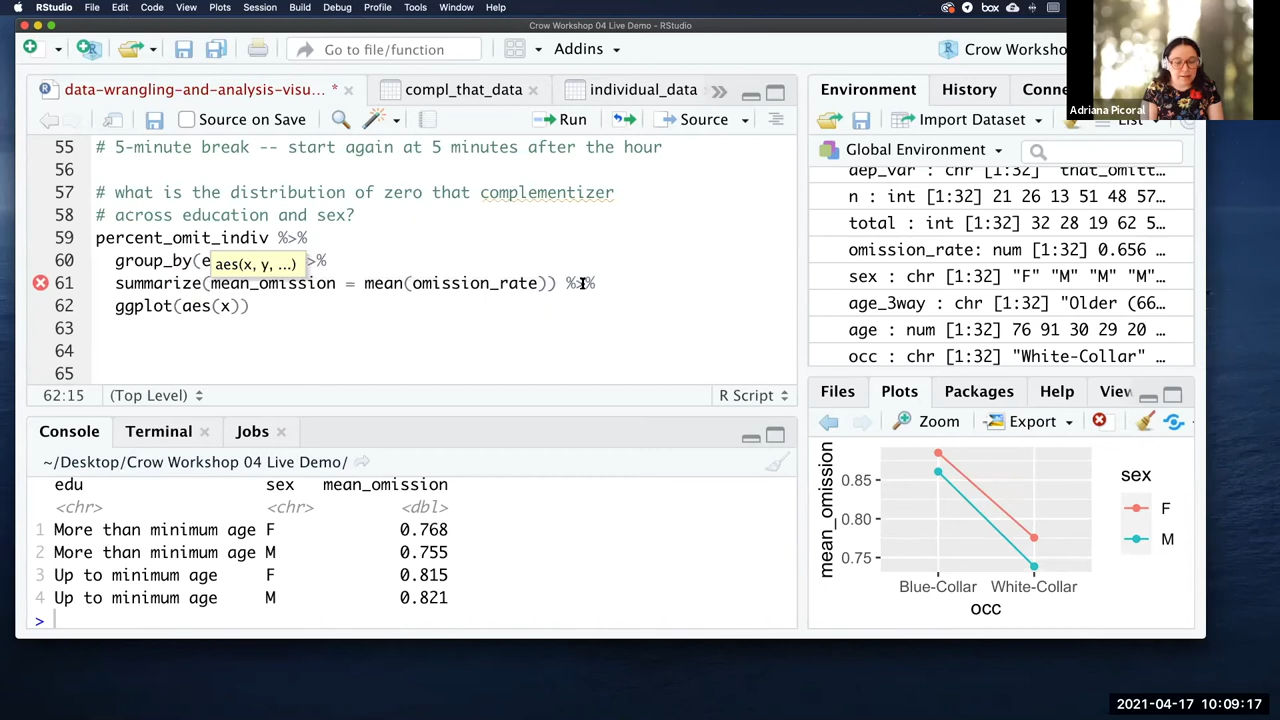 RStudio File Edit Code View Plots Session Build Debug Profile Tools Window Help
box
Crow Workshop 04 Live Demo - RStudio
Go to file/function
Addins
Crow Worksho
data-wrangling-and-analysis-visu... *
compl_that_data
individual_data
Source on Save
Run
Source
55 # 5-minute break -- start again at 5 minutes after the hour
56
57 # what is the distribution of zero that complementizer
58 # across education and sex?
59 percent_omit_indiv %>%
60 group_by(e >%
aes(x, y, ...)
61 summarize(mean_omission = mean(omission_rate)) %>%
62 ggplot(aes(x))
63
64
65
62:15 (Top Level) R Script
Console Terminal Jobs
~/Desktop/Crow Workshop 04 Live Demo/
edu sex mean_omission
<chr> <chr> <dbl>
1 More than minimum age F 0.768
2 More than minimum age M 0.755
3 Up to minimum age F 0.815
4 Up to minimum age M 0.821
>
Environment History Conne
Import Dataset List
Global Environment
dep_var : chr [1:32] "that_omitt…
n : int [1:32] 21 26 13 51 48 57…
total : int [1:32] 32 28 19 62 5…
omission_rate: num [1:32] 0.656 …
sex : chr [1:32] "F" "M" "M" "M"…
age_3way : chr [1:32] "Older (66…
age : num [1:32] 76 91 30 29 20 …
occ : chr [1:32] "White-Collar" …
Files Plots Packages Help View
Zoom Export
mean_omission
0.85
0.80
0.75
Blue-Collar White-Collar
occ
sex
F
M
Adriana Picoral
2021-04-17 10:09:17